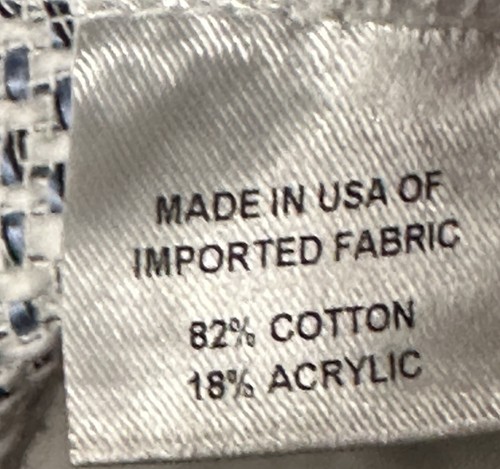 MADE IN USA OF
IMPORTED FABRIC
82% COTTON
18% ACRYLIC